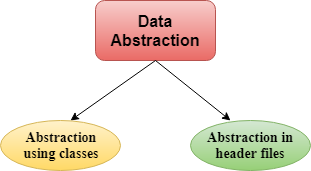 Data
Abstraction
Abstraction
using classes
Abstraction in
header files